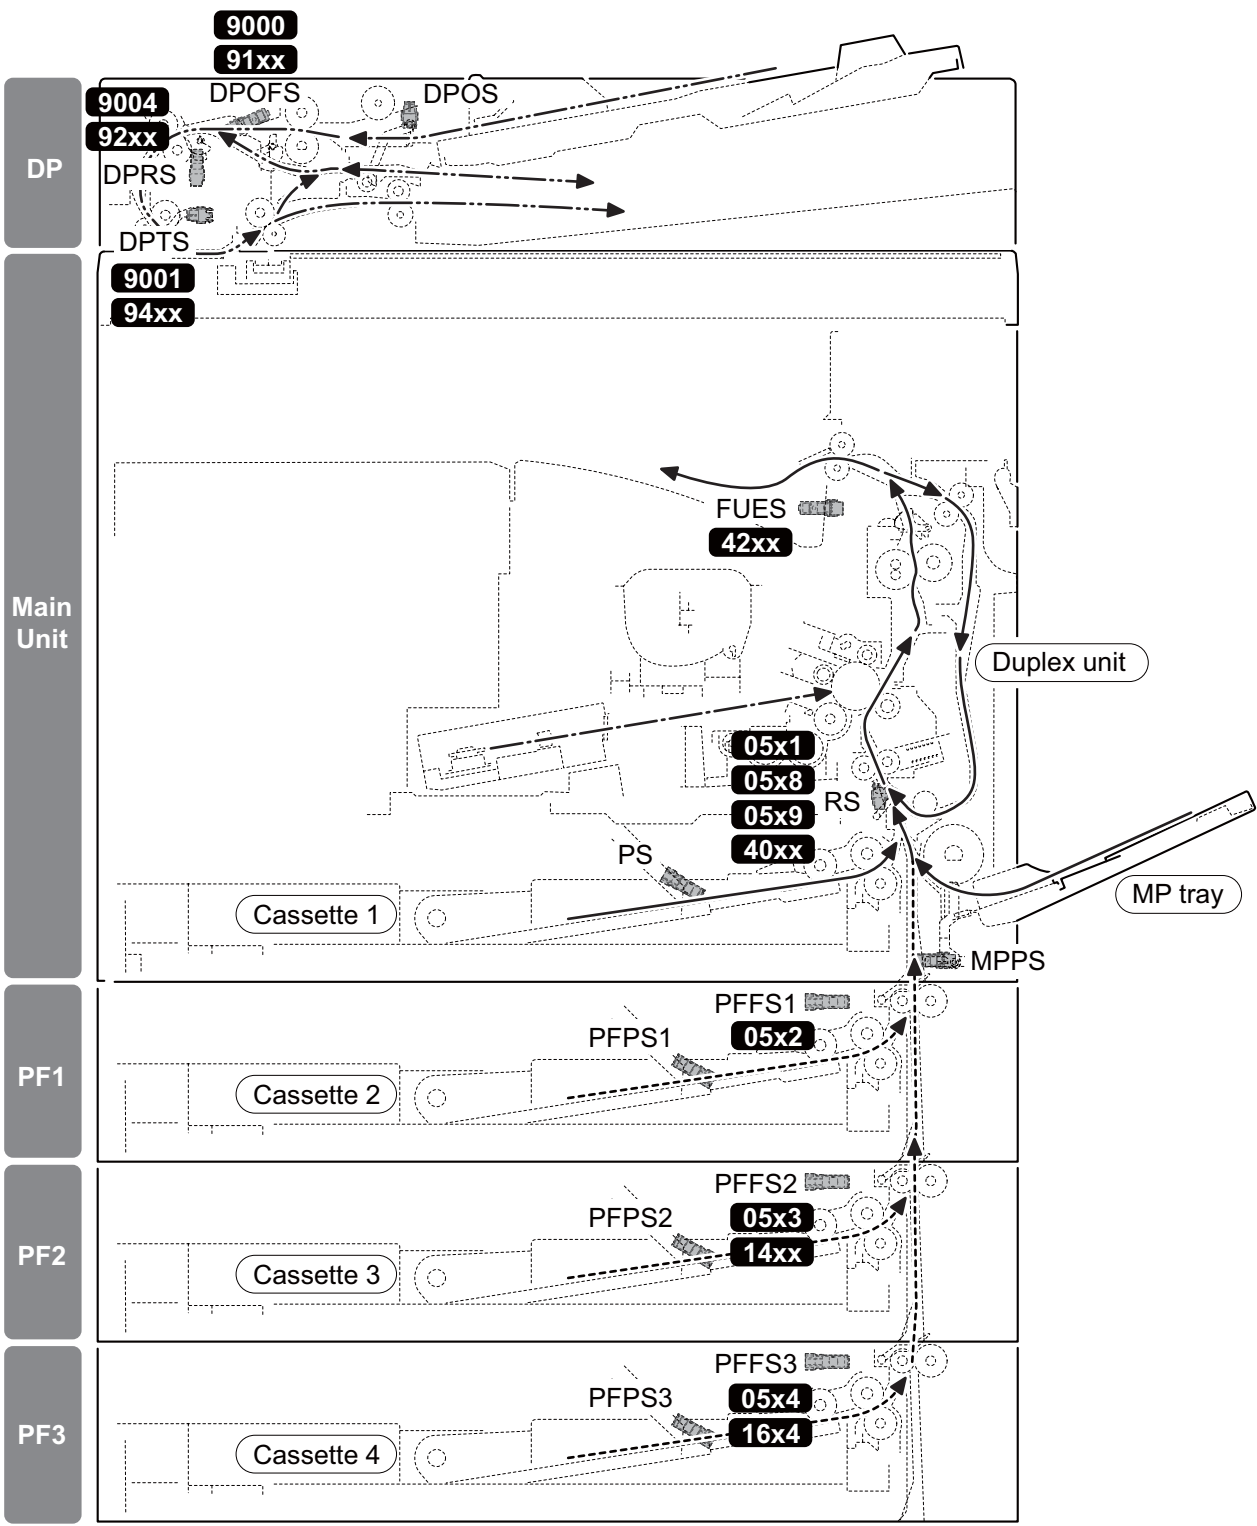 9000
91xx
DPOFS
DPOS
9004
92xx
DP
DPRS
DPTS
9001
94xx
FUES
42xx
Main
Unit
Duplex unit
05x1
05x8
RS
05x9
PS
40xx
MP tray
Cassette 1
MPPS
PFFS1
05x2
PFPS1
PF1
Cassette 2
PFFS2
05x3
PFPS2
14xx
PF2
Cassette 3
PFFS3
05x4
PFPS3
16x4
PF3
Cassette 4